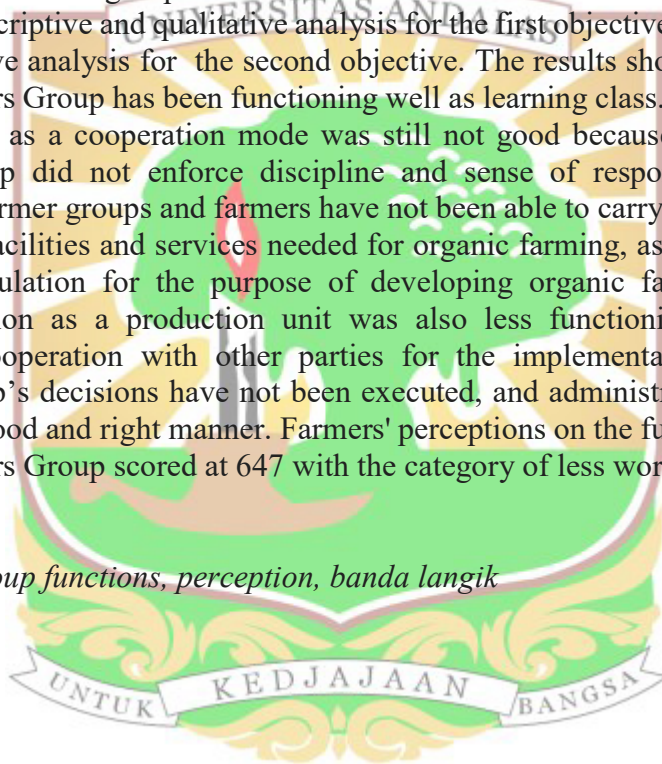 UNIVERSITAS ANDALAS
criptive and qualitative analysis for the first objective
ve analysis for the second objective. The results sho
rs Group has been functioning well as learning class.
as a cooperation mode was still not good because
p did not enforce discipline and sense of respo
rmer groups and farmers have not been able to carry
acilities and services needed for organic farming, as
ulation for the purpose of developing organic fa
ion as a production unit was also less functioni
ooperation with other parties for the implementa
p's decisions have not been executed, and administr
ood and right manner. Farmers' perceptions on the fu
rs Group scored at 647 with the category of less wor
oup functions, perception, banda langik
UNTUK KEDJAJAAN BANGSA